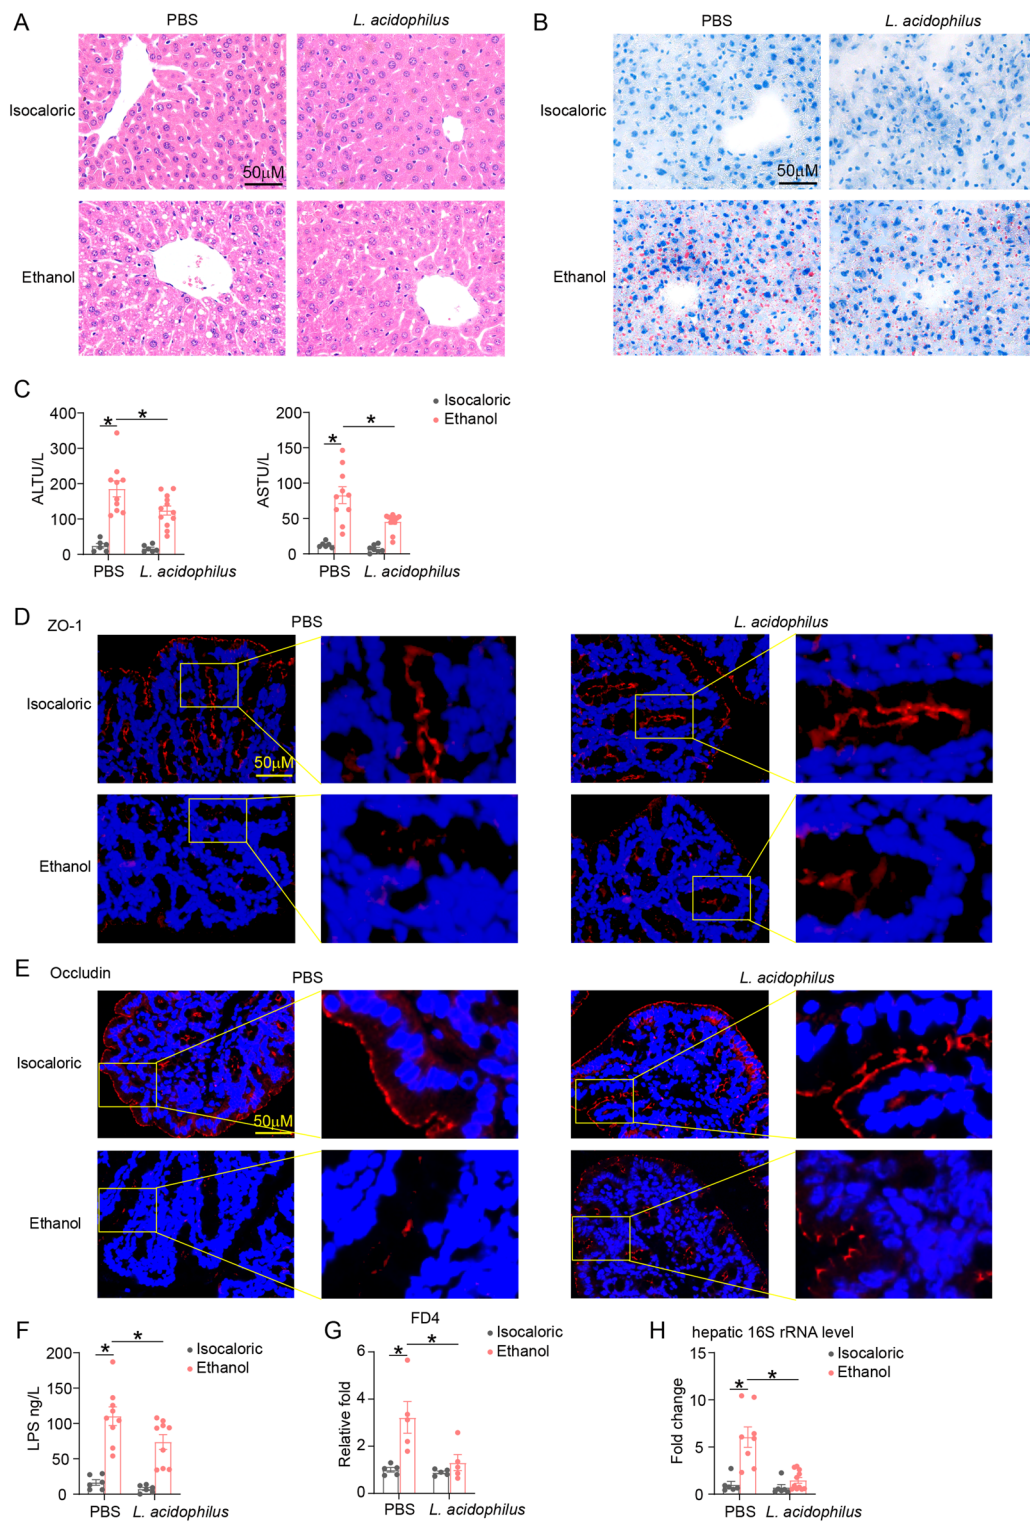 A PBS L. acidophilus
Isocaloric
50μM
Ethanol
B PBS L. acidophilus
Isocaloric
50μM
Ethanol
C
Isocaloric
Ethanol
ALTU/L
400
300
200
100
0
* *
PBS L. acidophilus
ASTU/L
200
150
100
50
0
* *
PBS L. acidophilus
D ZO-1 PBS L. acidophilus
Isocaloric
50μM
Ethanol
E Occludin PBS L. acidophilus
Isocaloric
50μM
Ethanol
F
Isocaloric
Ethanol
LPS ng/L
200
150
100
50
0
* *
PBS L. acidophilus
G FD4
Isocaloric
Ethanol
Relative fold
6
4
2
0
* *
PBS L. acidophilus
H hepatic 16S rRNA level
Isocaloric
Ethanol
Fold change
15
10
5
0
* *
PBS L. acidophilus